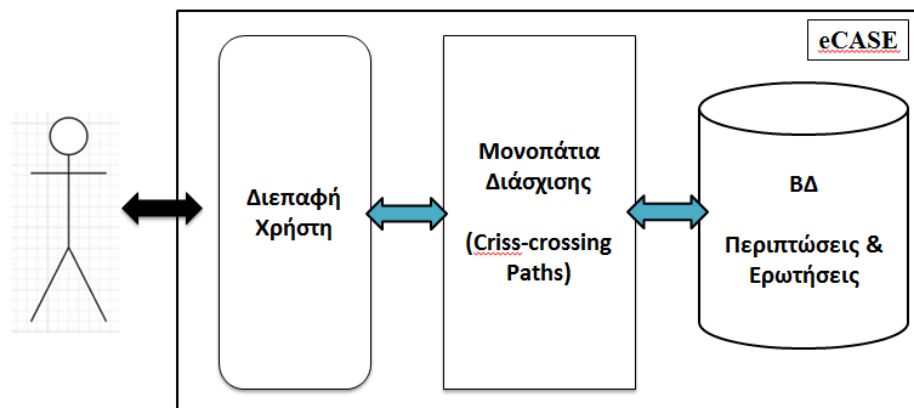 eCASE
Διεπαφή
Χρήστη
Μονοπάτια
Διάσχισης
(Criss-crossing
Paths)
ΒΔ
Περιπτώσεις &
Ερωτήσεις